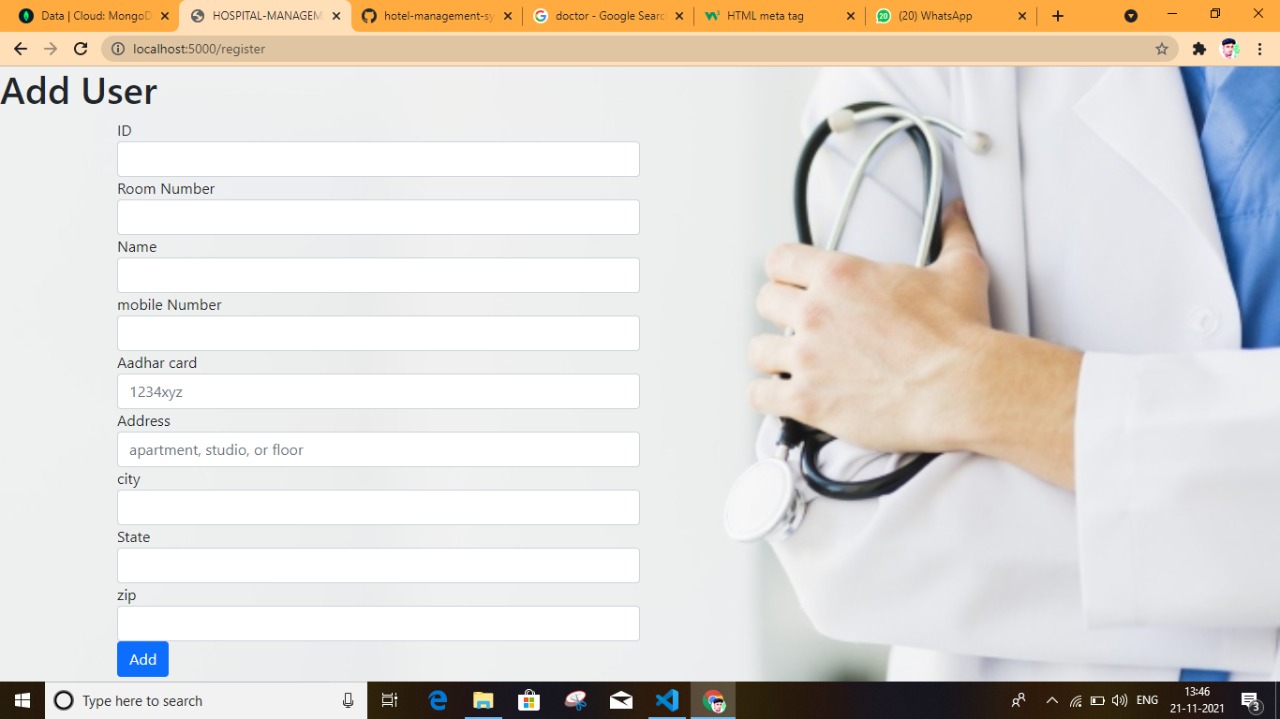 Data | Cloud: MongoD
HOSPITAL-MANAGEM
hotel-management-sy
doctor - Google Searc
HTML meta tag
(20) WhatsApp
localhost:5000/register
Add User
ID
Room Number
Name
mobile Number
Aadhar card
1234xyz
Address
apartment, studio, or floor
city
State
zip
Add
Type here to search
ENG
13:46
21-11-2021
3